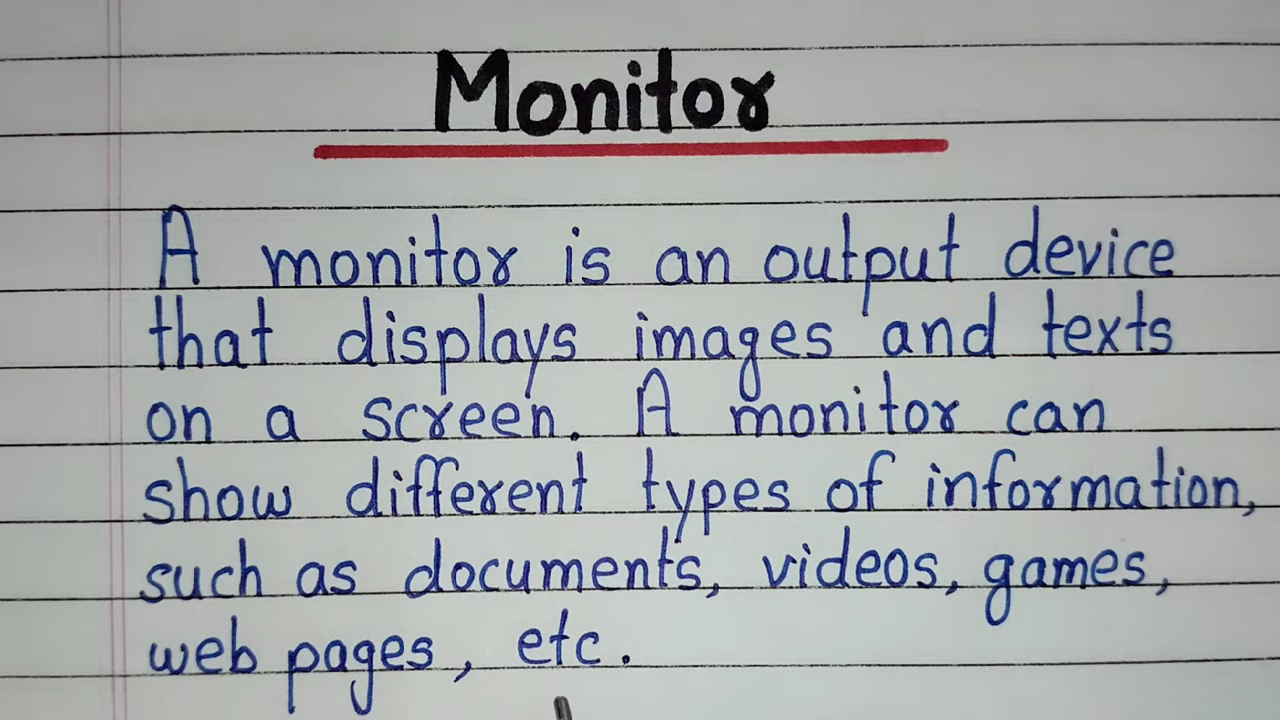 Monitor
A monitor is an output device
that displays images and texts
on a screen. A monitor can
show different types of information,
such as documents, videos, games,
web pages, etc.